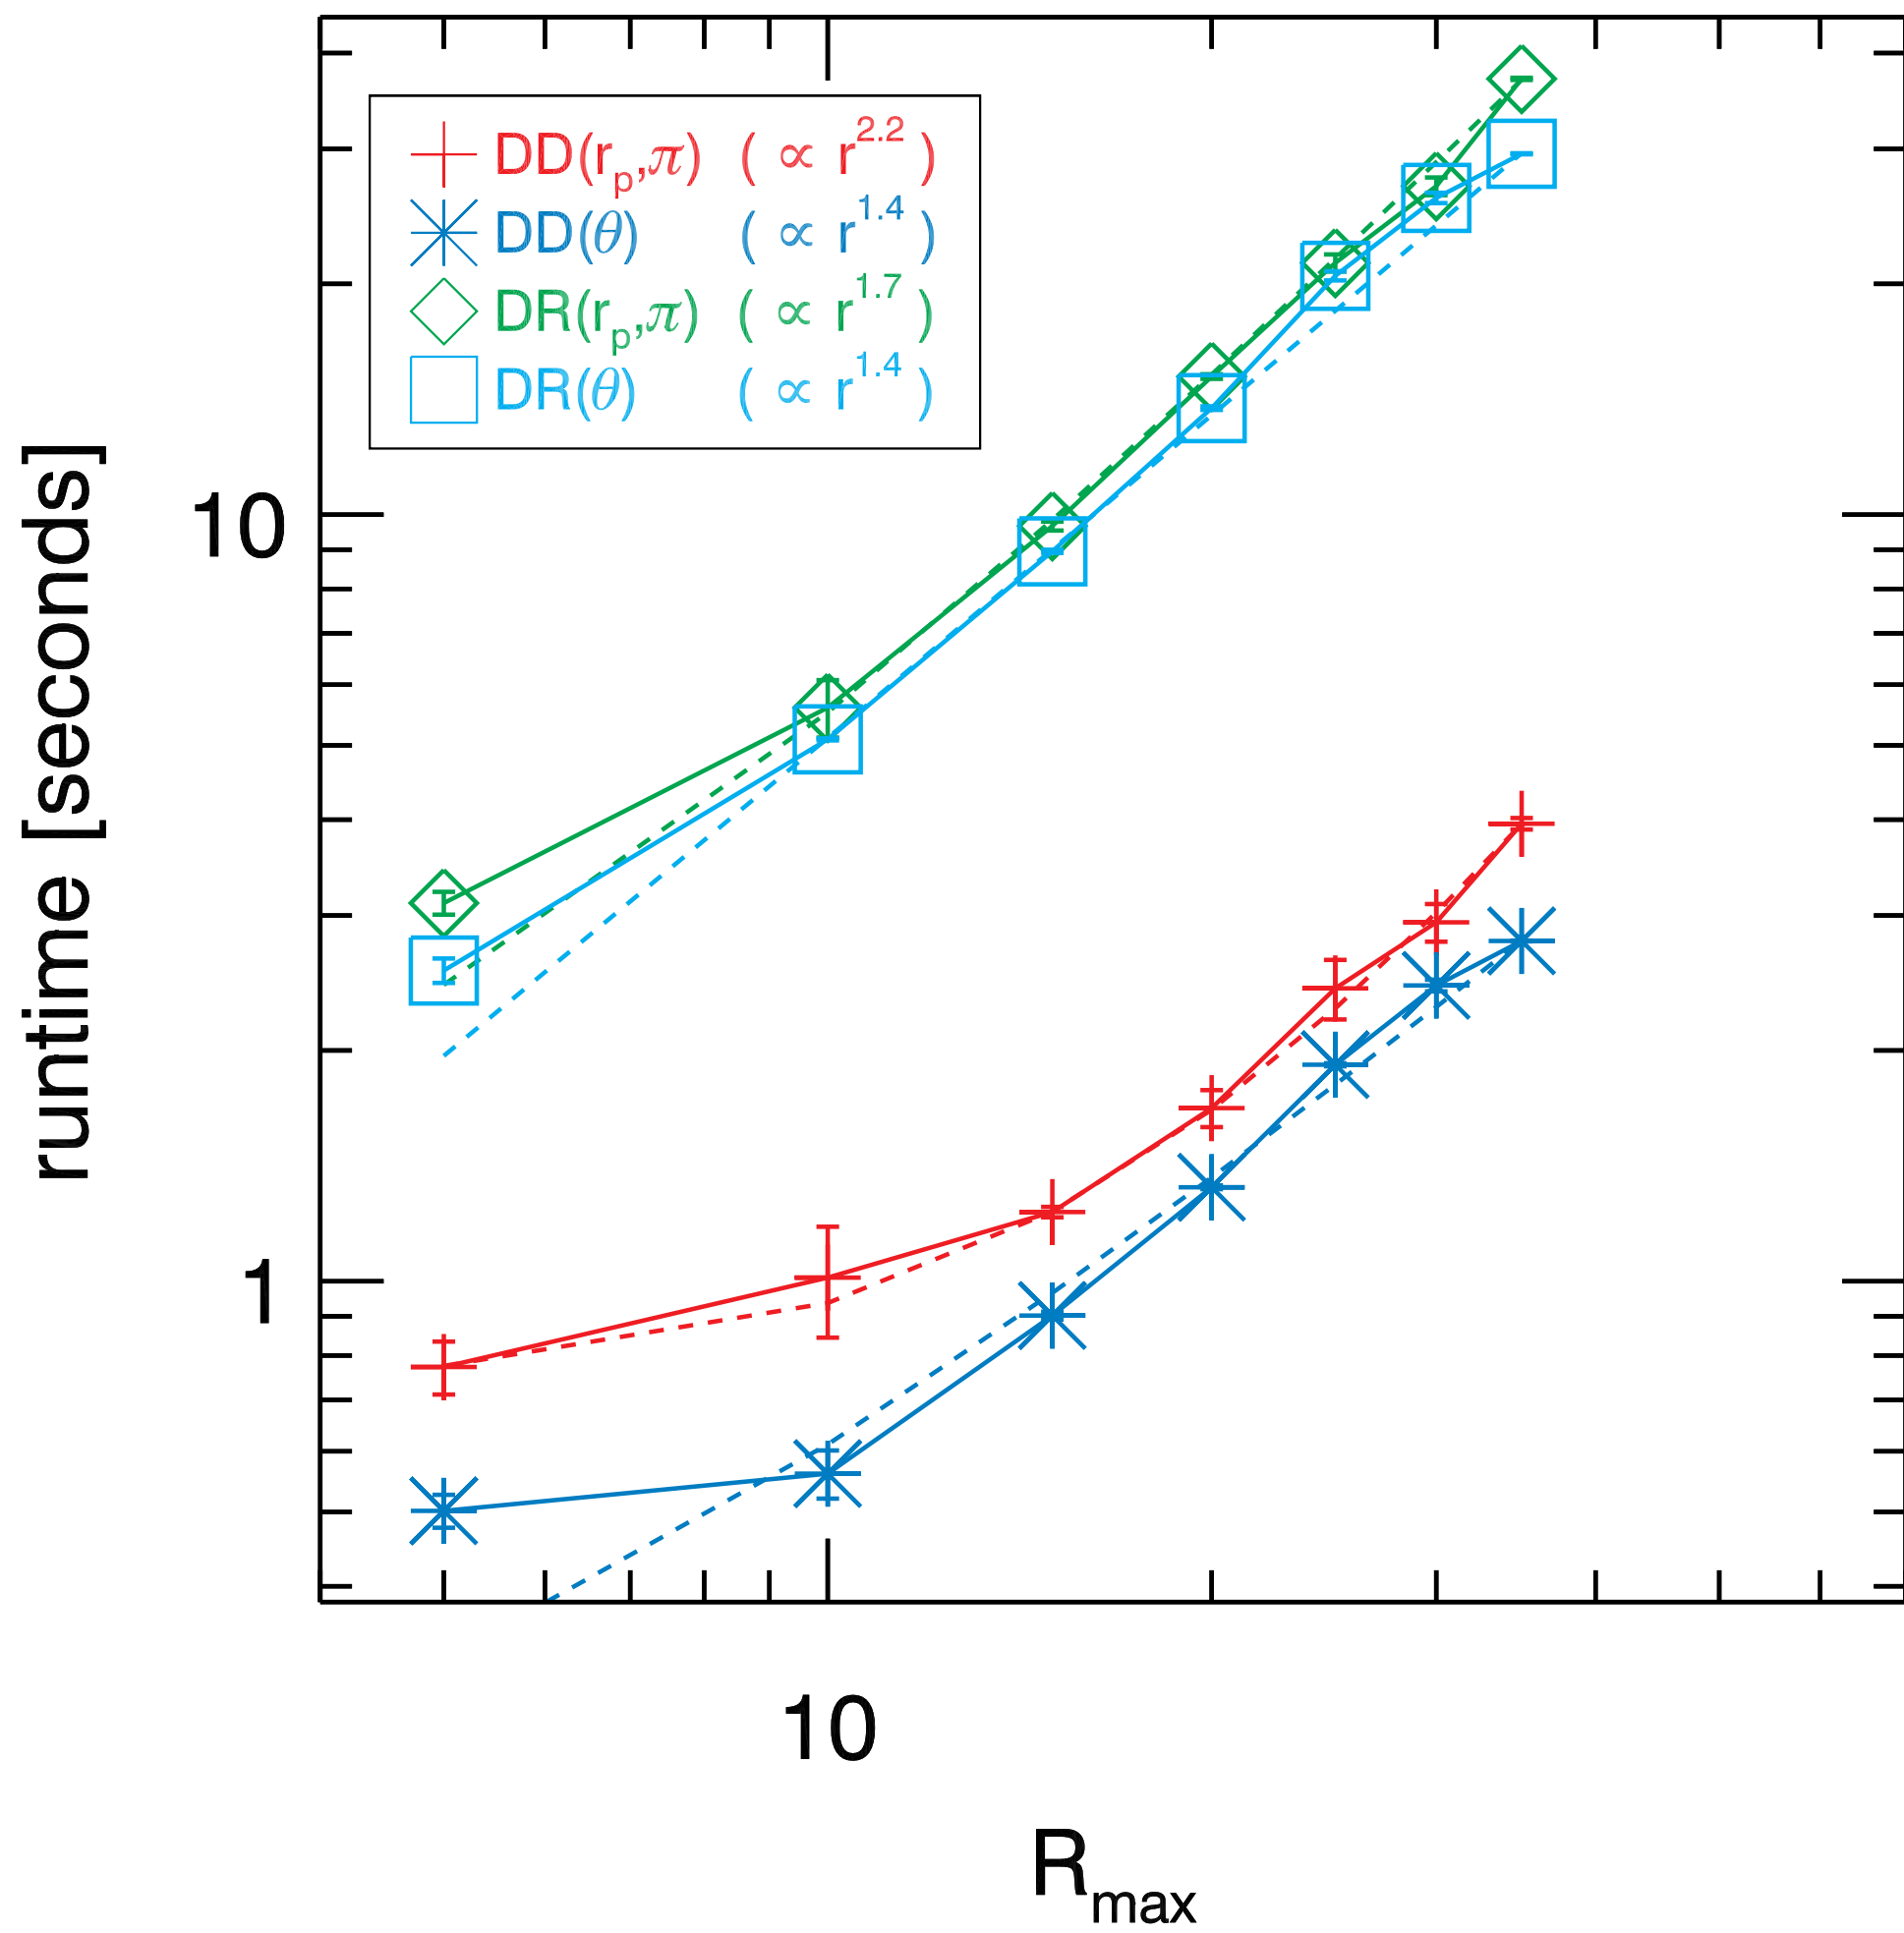 DD(rp,π) ( ∝ r2.2 )
DD(θ) ( ∝ r1.4 )
DR(rp,π) ( ∝ r1.7 )
DR(θ) ( ∝ r1.4 )
runtime [seconds]
10
1
10
Rmax